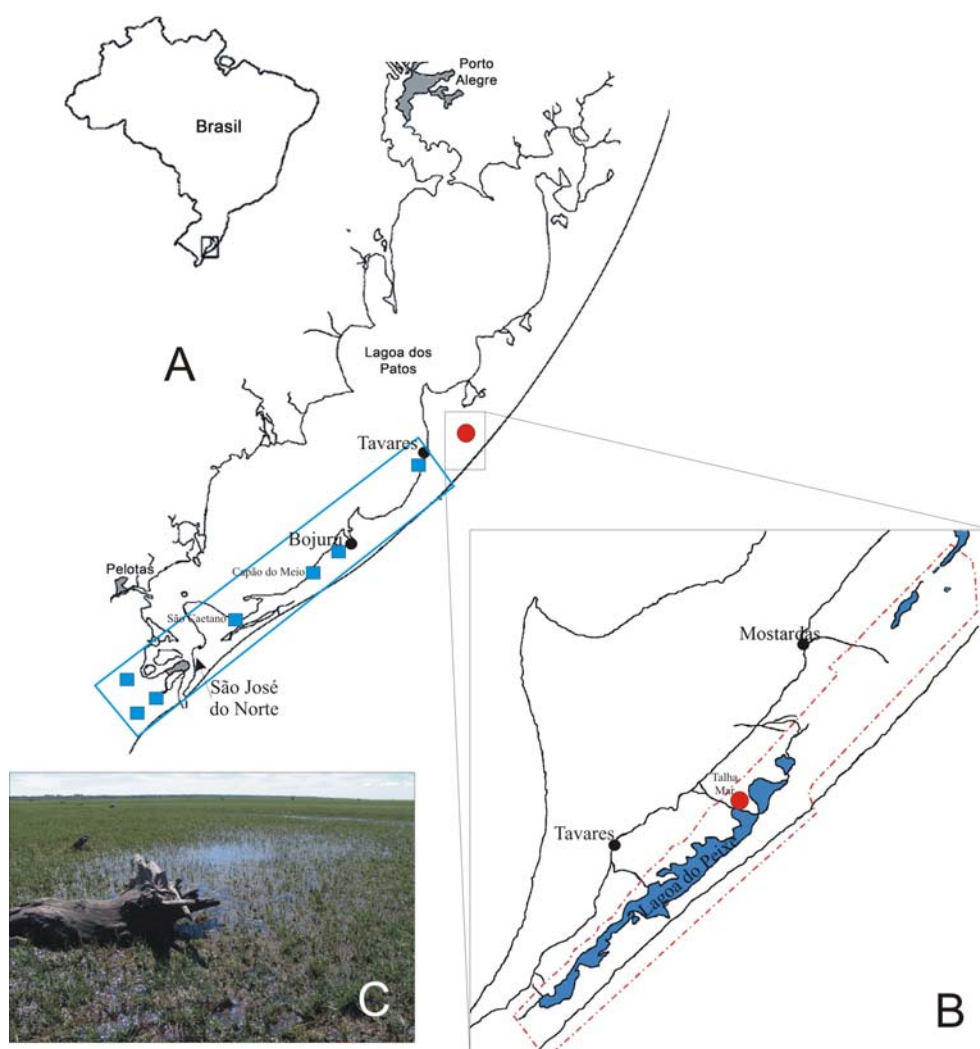 Brasil
Porto
Alegre
A
Lagoa dos
Patos
Tavares
Bojuru
Capão do Meio
Pelotas
São Caetano
São José
do Norte
Mostardas
Talha
Mar
Tavares
Lagoa do Peixe
C
B